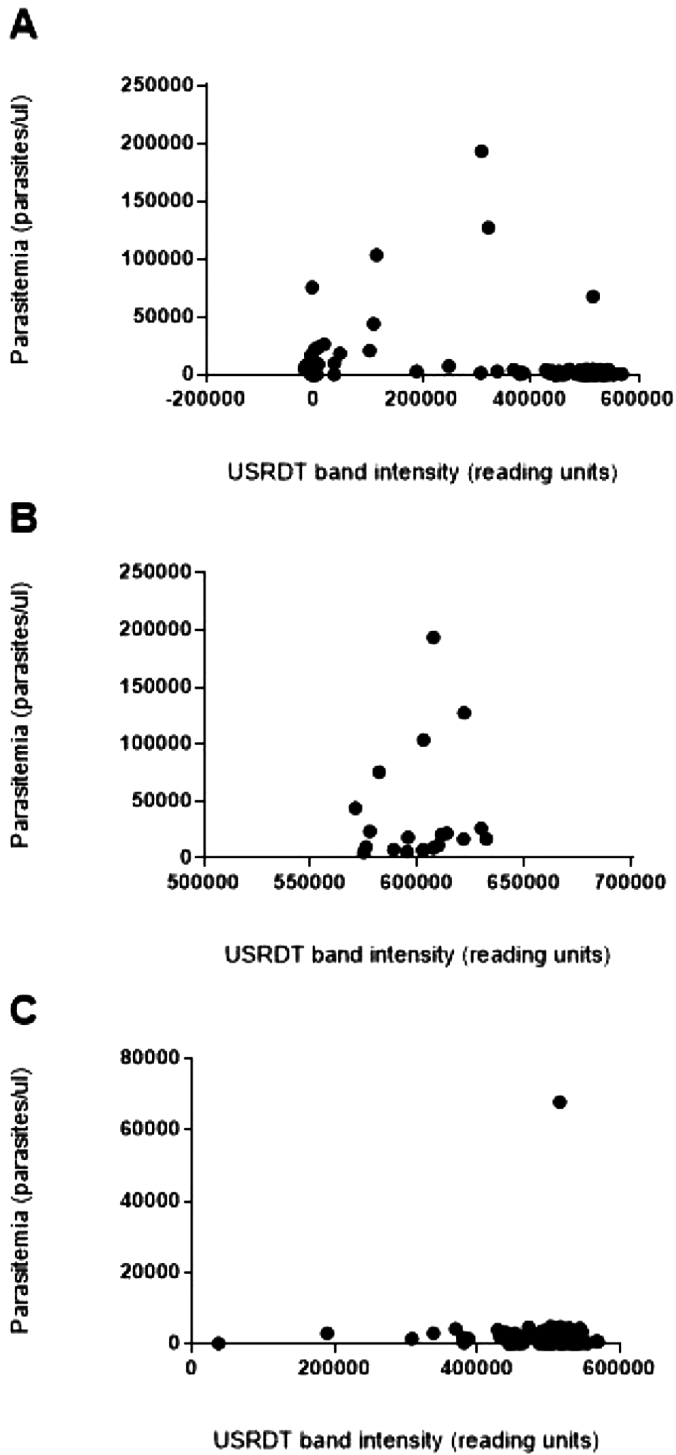 A
Parasitemia (parasites/ul)
250000
200000
150000
100000
50000
0
-200000 0 200000 400000 600000
USRDT band intensity (reading units)
B
Parasitemia (parasites/ul)
250000
200000
150000
100000
50000
0
500000 550000 600000 650000 700000
USRDT band intensity (reading units)
C
Parasitemia (parasites/ul)
80000
60000
40000
20000
0
0 200000 400000 600000
USRDT band intensity (reading units)